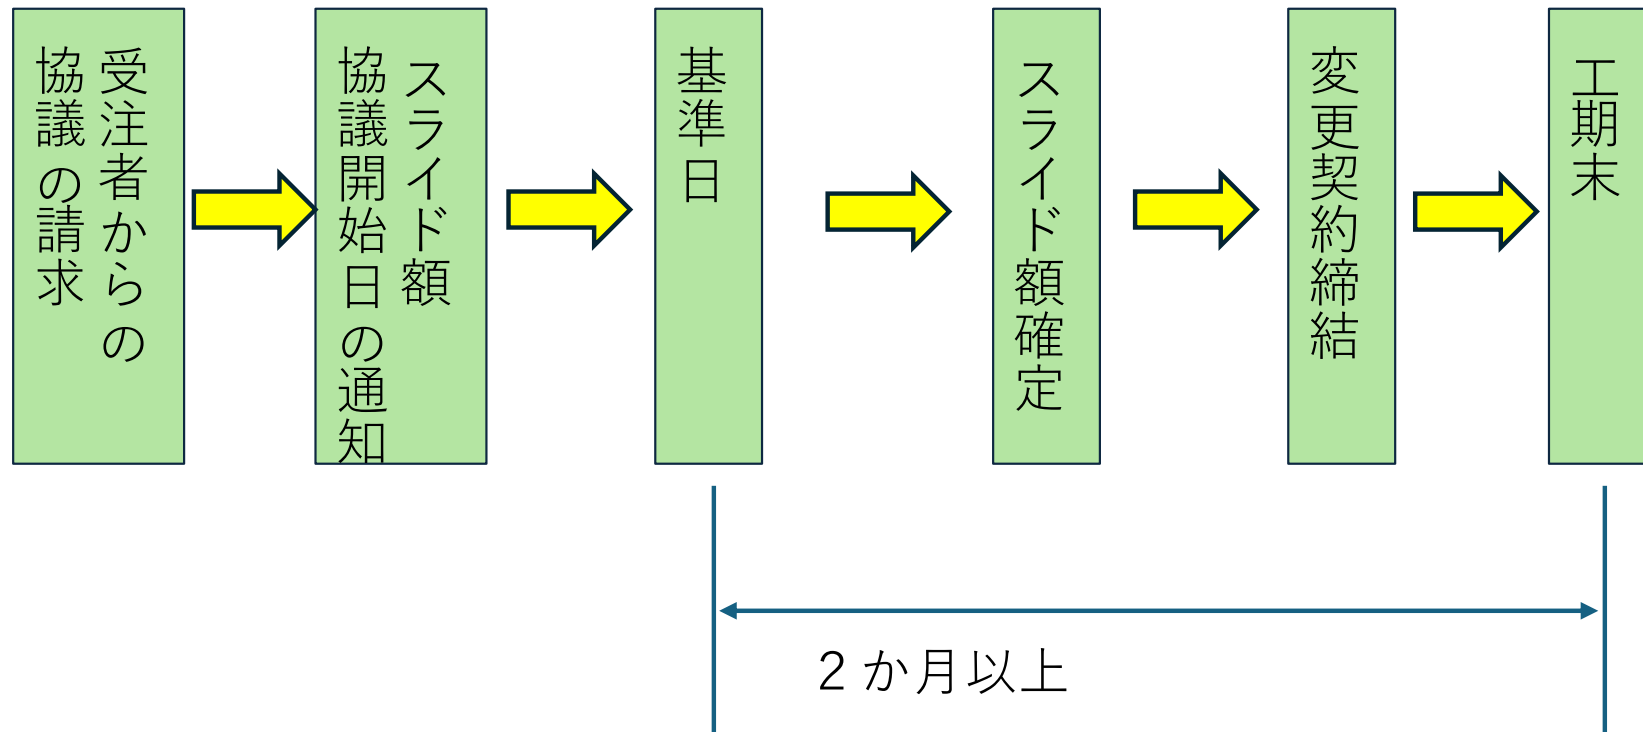 受注者からの
協議の請求
スライド額
協議開始日の通知
基準日
スライド額確定
変更契約締結
工期末
２か月以上